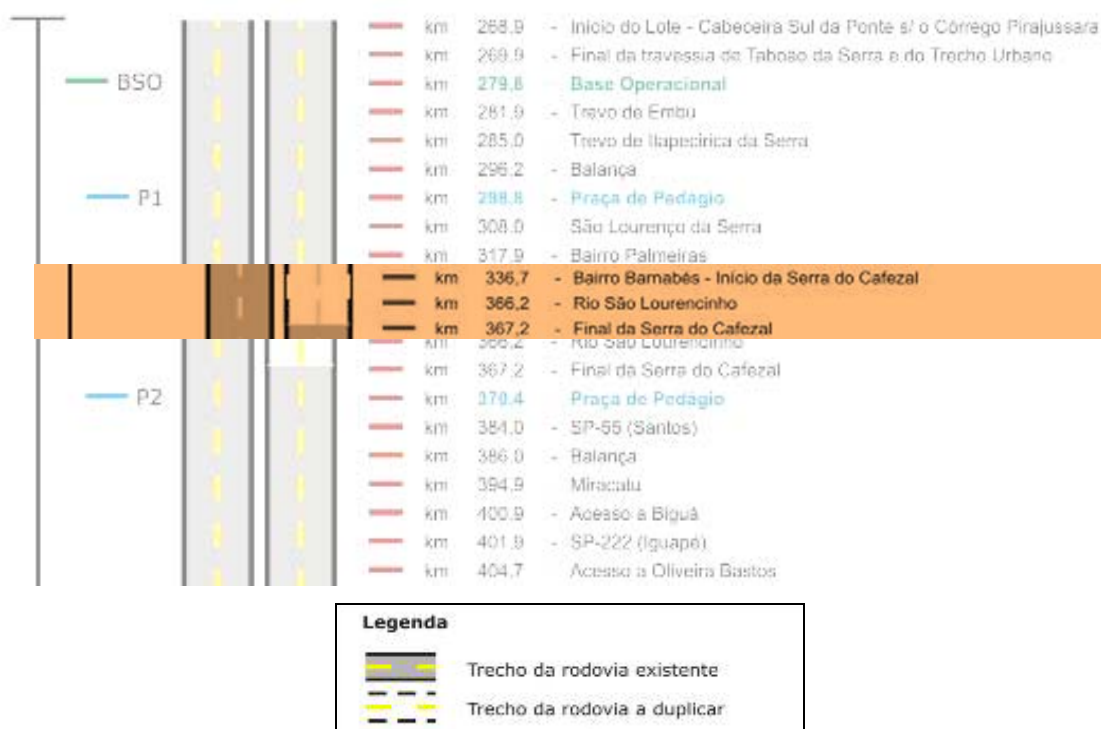 km 268.9 - Início do Lote - Cabeceira Sul da Ponte s/ o Córrego Pirajussara
km 269.9 - Final da travessia de Taboao da Serra e do Trecho Urbano
BSO km 279.8 Base Operacional
km 281.9 - Trevo de Embu
km 285.0 Trevo de Itapecirica da Serra
km 296.2 - Balança
P1 km 298.8 - Praça de Pedágio
km 308.0 São Lourenço da Serra
km 317.9 - Bairro Palmeiras
km 336,7 - Bairro Barnabés - Início da Serra do Cafezal
km 366,2 - Rio São Lourencinho
km 367,2 - Final da Serra do Cafezal
km 366.2 - Rio São Lourencinho
km 367.2 - Final da Serra do Cafezal
P2 km 370.4 Praça de Pedágio
km 384.0 - SP-55 (Santos)
km 386.0 - Balança
km 394.9 Miracatu
km 400.9 - Acesso a Biguá
km 401.9 - SP-222 (Iguape)
km 404.7 Acesso a Oliveira Bastos
Legenda
Trecho da rodovia existente
Trecho da rodovia a duplicar